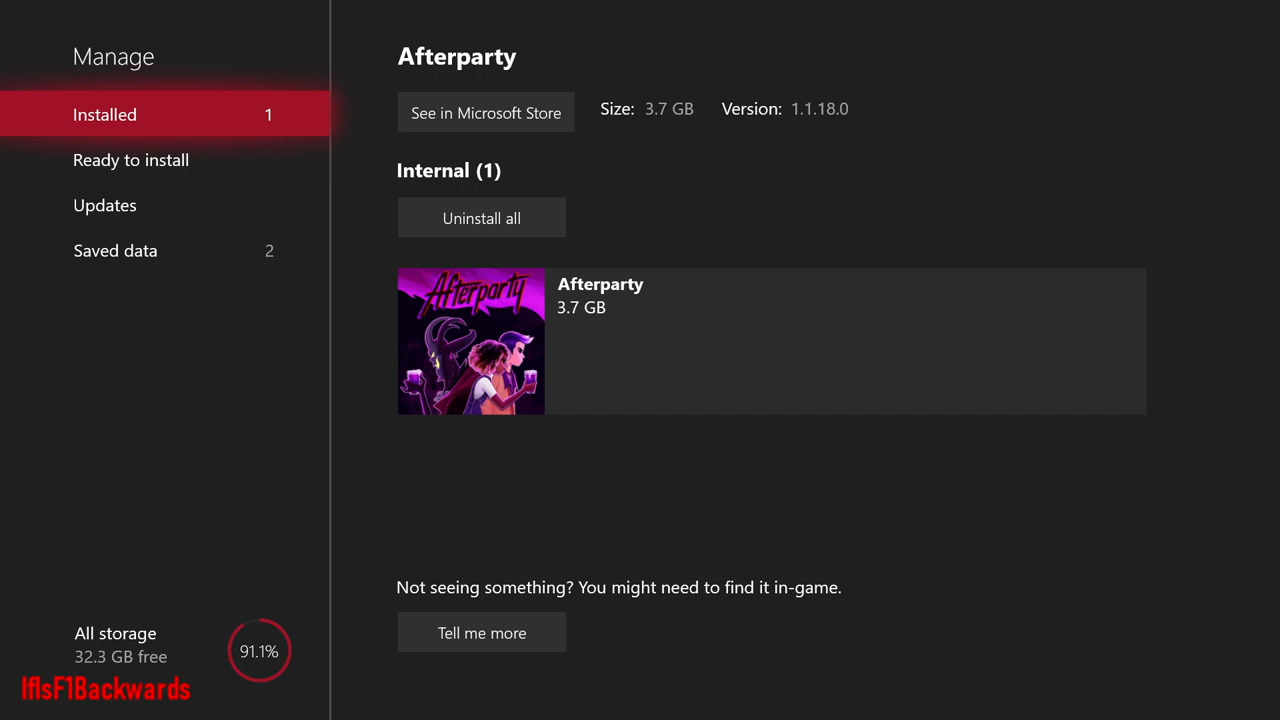 Manage
Installed 1
Ready to install
Updates
Saved data 2
All storage
32.3 GB free
91.1%
IfIsF1Backwards
Afterparty
See in Microsoft Store Size: 3.7 GB Version: 1.1.18.0
Internal (1)
Uninstall all
Afterparty
Afterparty
3.7 GB
Not seeing something? You might need to find it in-game.
Tell me more